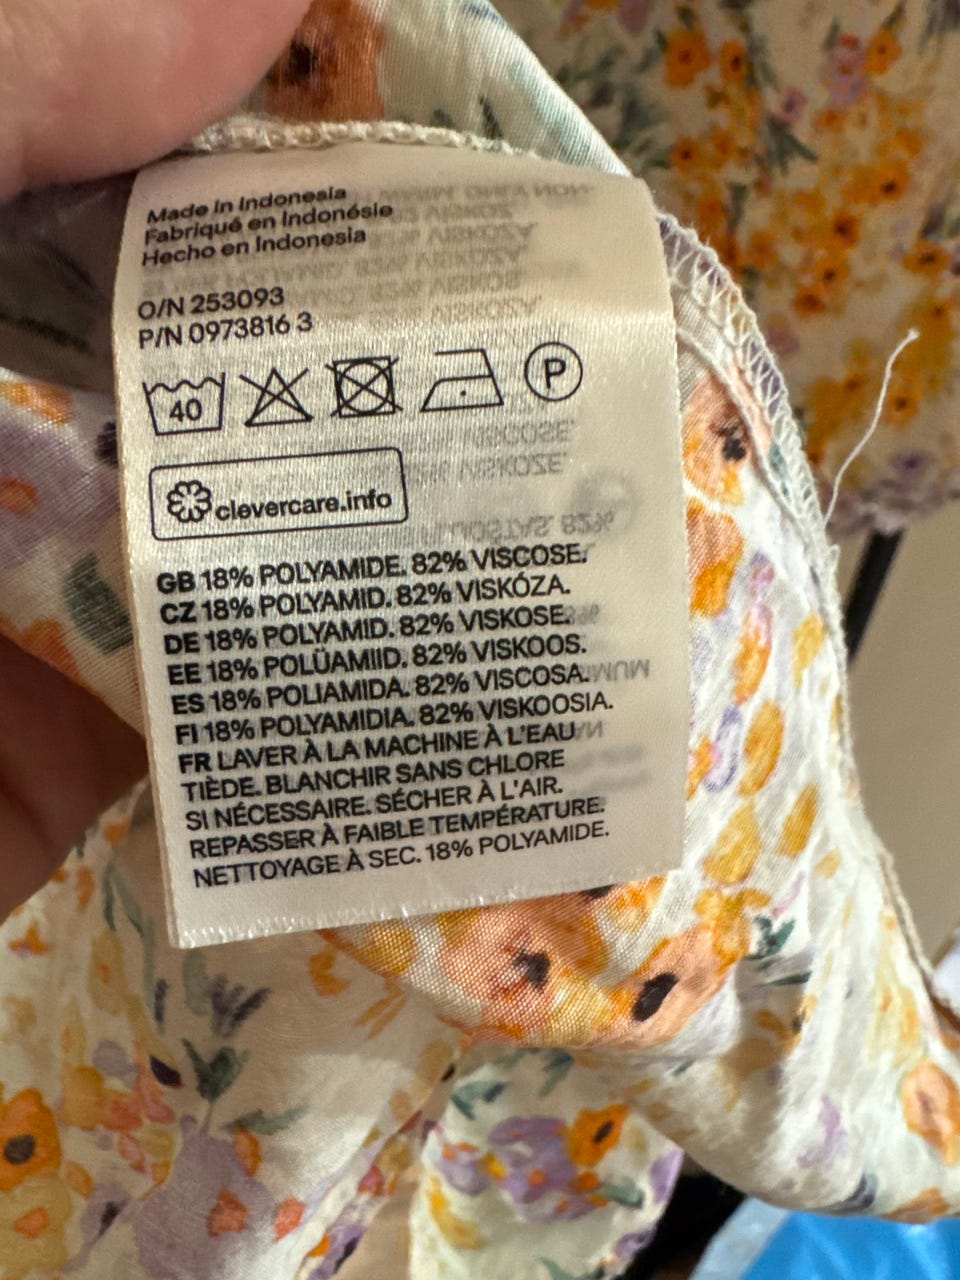 Made in Indonesia
Fabriqué en Indonésie
Hecho en Indonesia
O/N 253093
P/N 0973816 3
40
P
clevercare.info
GB 18% POLYAMIDE. 82% VISCOSE.
CZ 18% POLYAMID. 82% VISKÓZA.
DE 18% POLYAMID. 82% VISKOSE.
EE 18% POLÜAMIID. 82% VISKOOS.
ES 18% POLIAMIDA. 82% VISCOSA.
FI 18% POLYAMIDIA. 82% VISKOOSIA.
FR LAVER À LA MACHINE À L'EAU
TIÈDE. BLANCHIR SANS CHLORE
SI NÉCESSAIRE. SÉCHER À L'AIR.
REPASSER À FAIBLE TEMPÉRATURE.
NETTOYAGE À SEC. 18% POLYAMIDE.